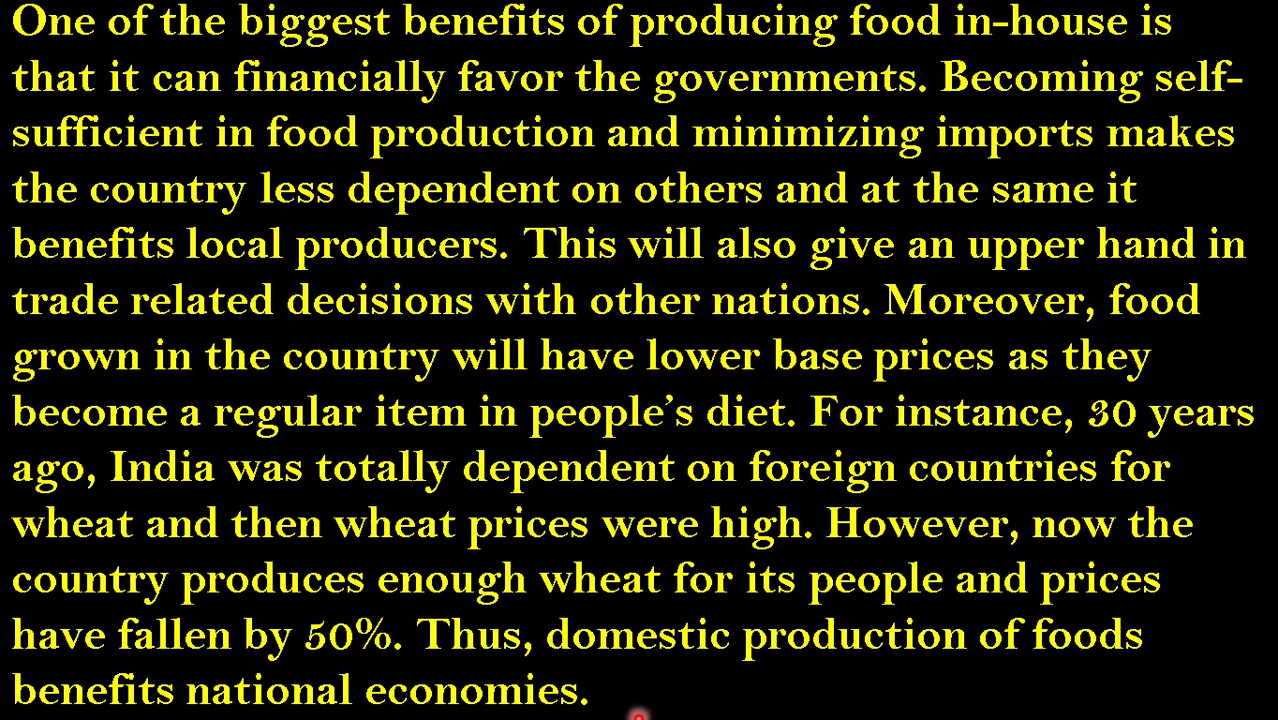 One of the biggest benefits of producing food in-house is
that it can financially favor the governments. Becoming self-
sufficient in food production and minimizing imports makes
the country less dependent on others and at the same it
benefits local producers. This will also give an upper hand in
trade related decisions with other nations. Moreover, food
grown in the country will have lower base prices as they
become a regular item in people’s diet. For instance, 30 years
ago, India was totally dependent on foreign countries for
wheat and then wheat prices were high. However, now the
country produces enough wheat for its people and prices
have fallen by 50%. Thus, domestic production of foods
benefits national economies.